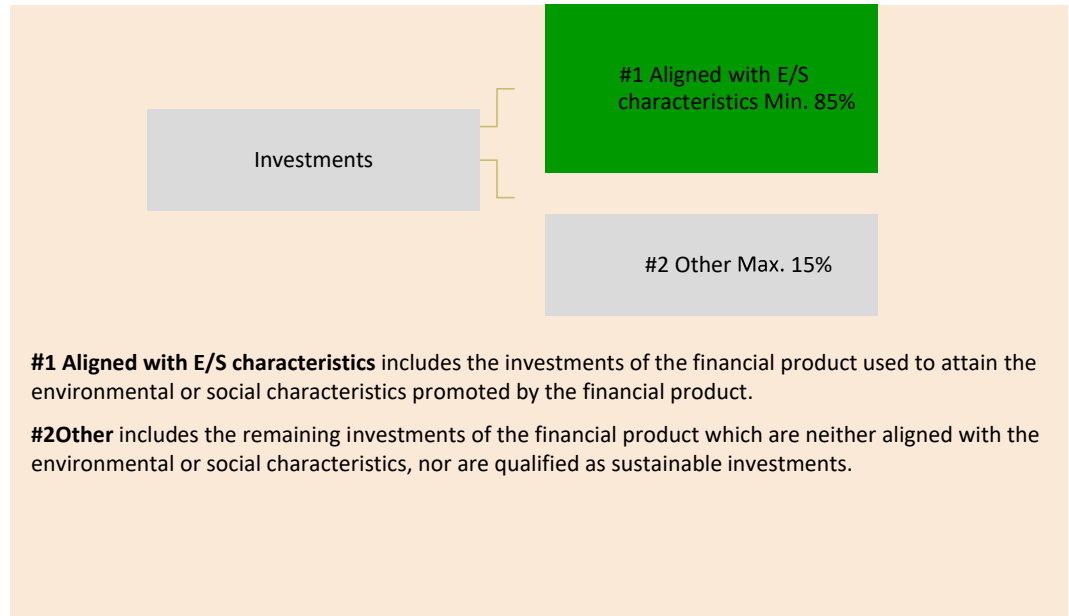 #1 Aligned with E/S
characteristics Min. 85%
Investments
#2 Other Max. 15%
#1 Aligned with E/S characteristics includes the investments of the financial product used to attain the
environmental or social characteristics promoted by the financial product.
#2Other includes the remaining investments of the financial product which are neither aligned with the
environmental or social characteristics, nor are qualified as sustainable investments.